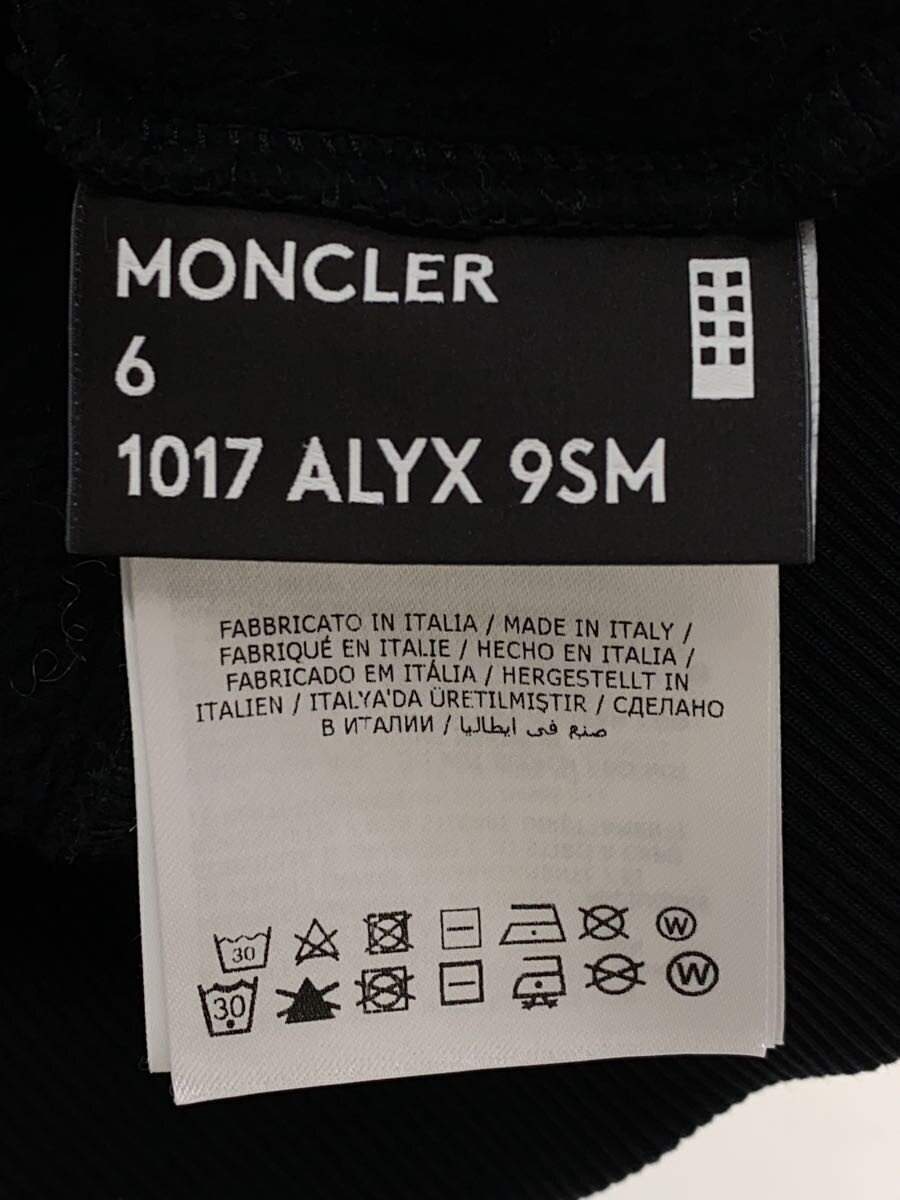 MONCLER
6
1017 ALYX 9SM
FABBRICATO IN ITALIA / MADE IN ITALY /
FABRIQUÉ EN ITALIE / HECHO EN ITALIA /
FABRICADO EM ITÁLIA / HERGESTELLT IN
ITALIEN / ITALYA'DA ÜRETILMIŞTIR / СДЕЛАНО
В ИТАЛИИ / صنع في ايطاليا
30 W
30 W